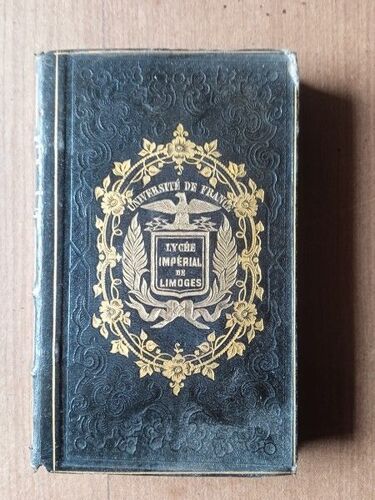 UNIVERSITÉ DE FRANCE
LYCÉE
IMPÉRIAL
DE
LIMOGES